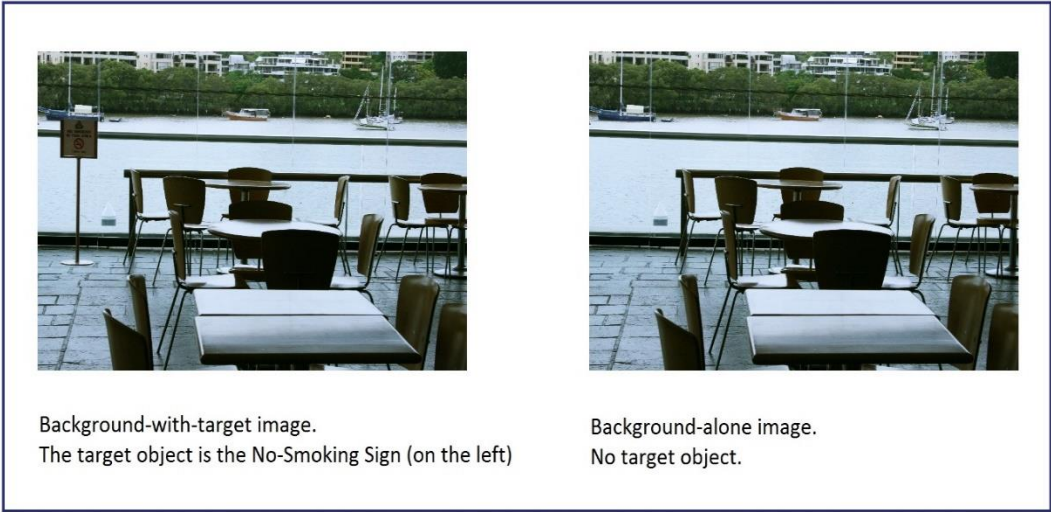 Background-with-target image.
The target object is the No-Smoking Sign (on the left)
Background-alone image.
No target object.